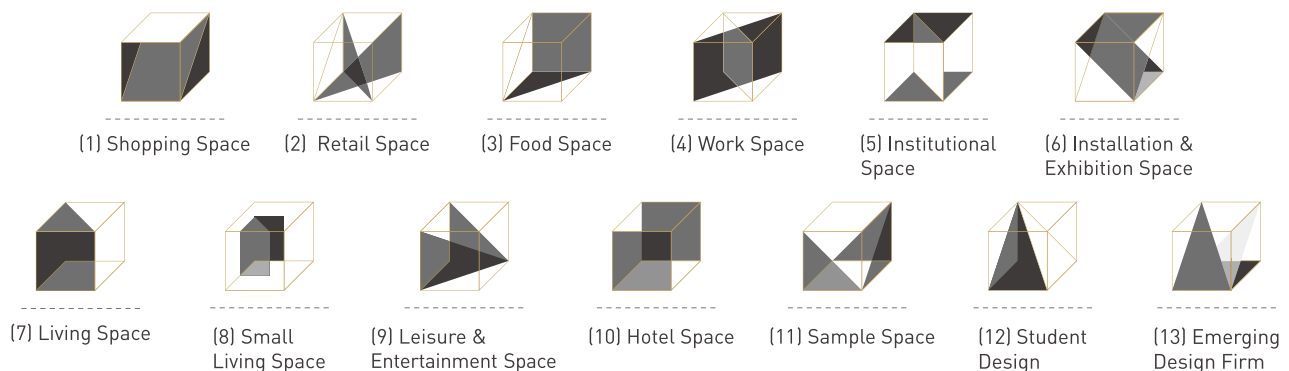 (1) Shopping Space
(2) Retail Space
(3) Food Space
(4) Work Space
(5) Institutional
Space
(6) Installation &
Exhibition Space
(7) Living Space
(8) Small
Living Space
(9) Leisure &
Entertainment Space
(10) Hotel Space
(11) Sample Space
(12) Student
Design
(13) Emerging
Design Firm